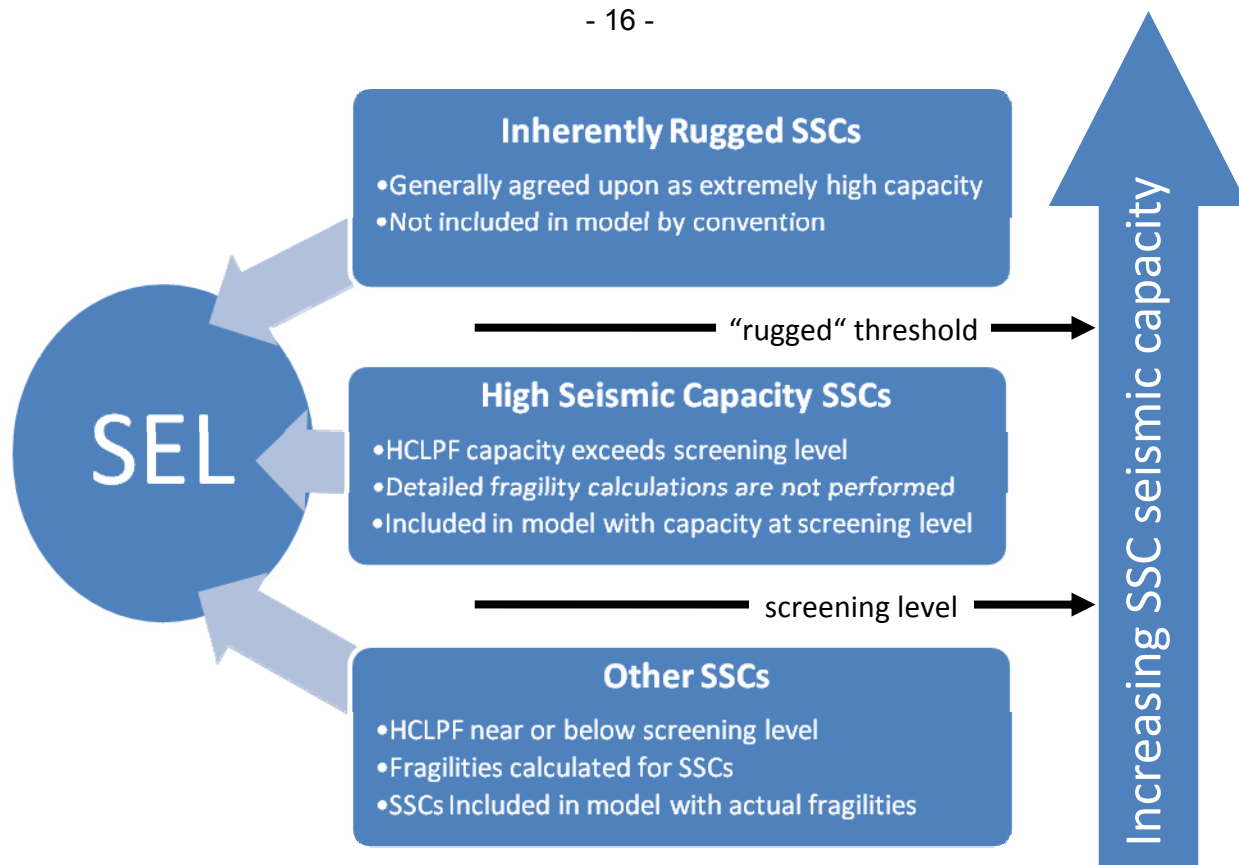 - 16 -
Inherently Rugged SSCs
•Generally agreed upon as extremely high capacity
•Not included in model by convention
“rugged“ threshold
SEL
High Seismic Capacity SSCs
•HCLPF capacity exceeds screening level
•Detailed fragility calculations are not performed
•Included in model with capacity at screening level
screening level
Other SSCs
•HCLPF near or below screening level
•Fragilities calculated for SSCs
•SSCs Included in model with actual fragilities
Increasing SSC seismic capacity